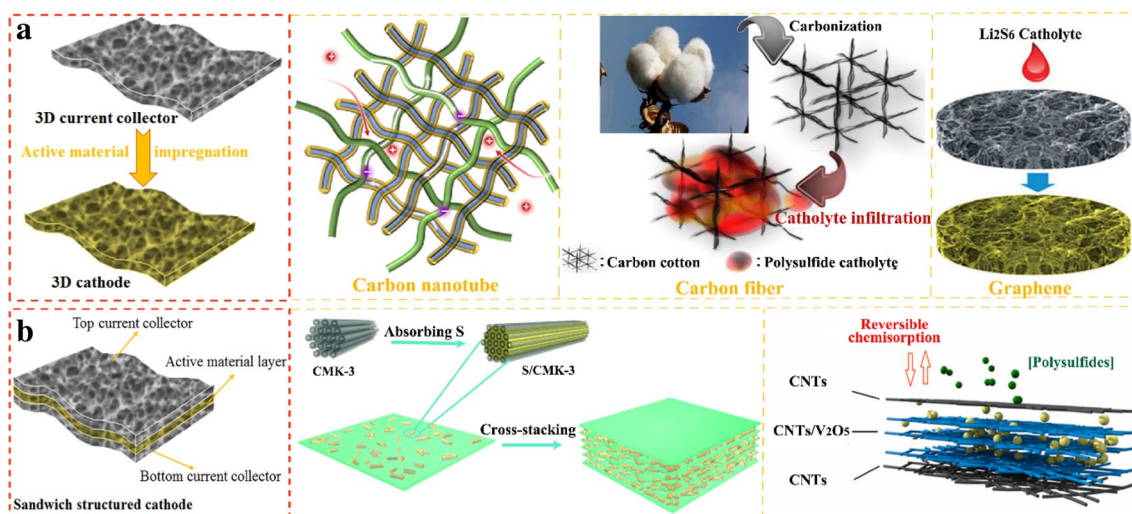 a
3D current collector
Active material impregnation
3D cathode
Carbon nanotube
Carbonization
Catholyte infiltration
: Carbon cotton : Polysulfide catholyte
Carbon fiber
Li2S6 Catholyte
Graphene
b
Top current collector
Active material layer
Bottom current collector
Sandwich structured cathode
Absorbing S
CMK-3
S/CMK-3
Cross-stacking
Reversible
chemisorption
[Polysulfides]
CNTs
CNTs/V2O5
CNTs